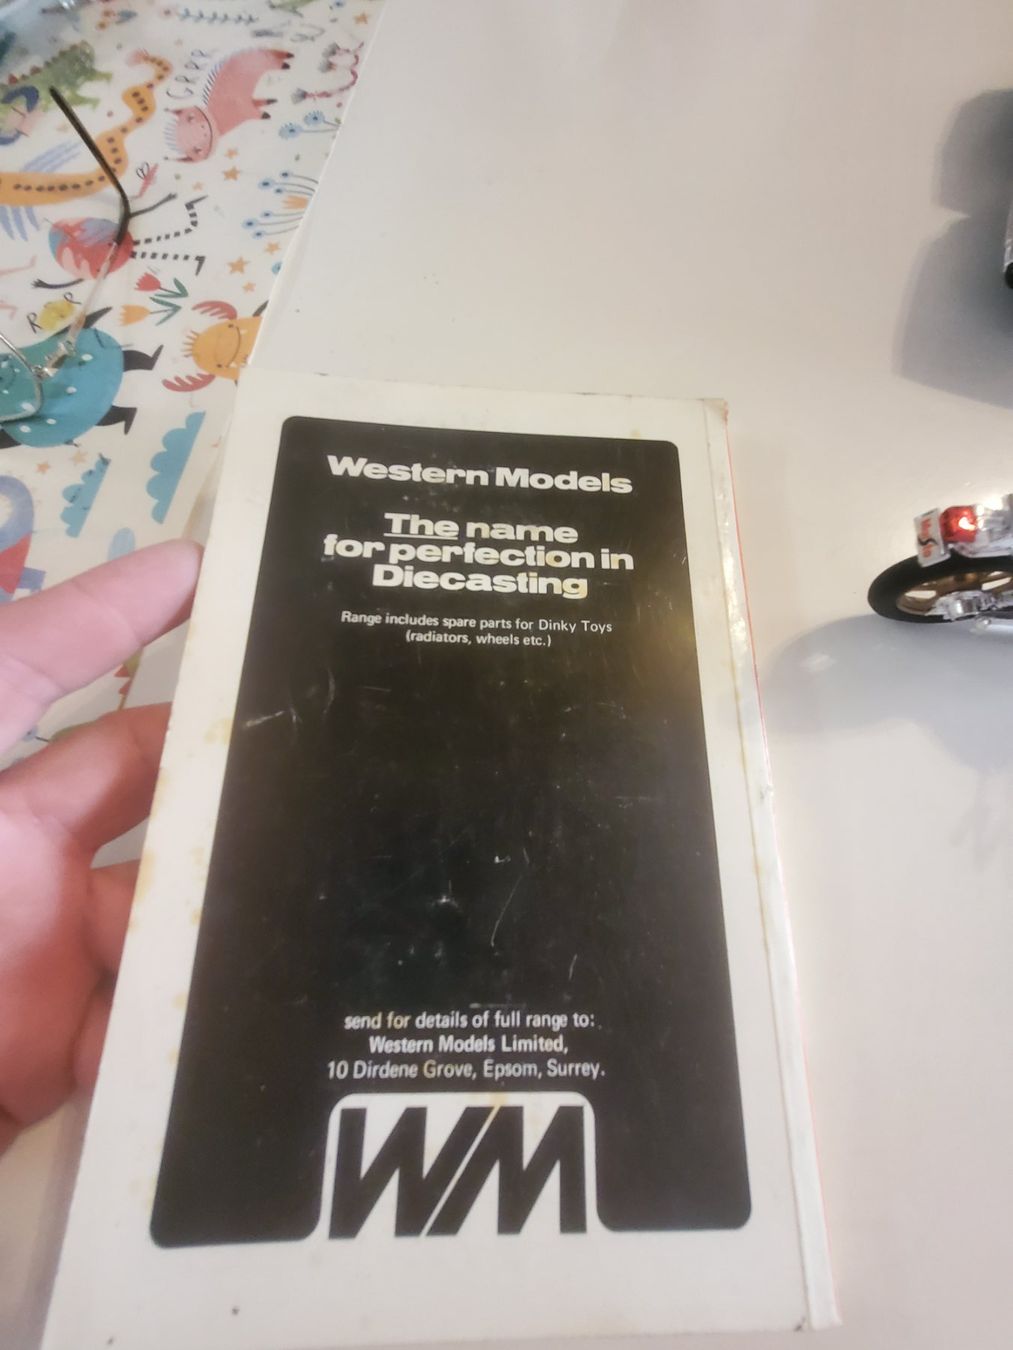 GRRR
Western Models
The name
for perfection in
Diecasting
Range includes spare parts for Dinky Toys
(radiators, wheels etc.)
send for details of full range to:
Western Models Limited,
10 Dirdene Grove, Epsom, Surrey.
WM